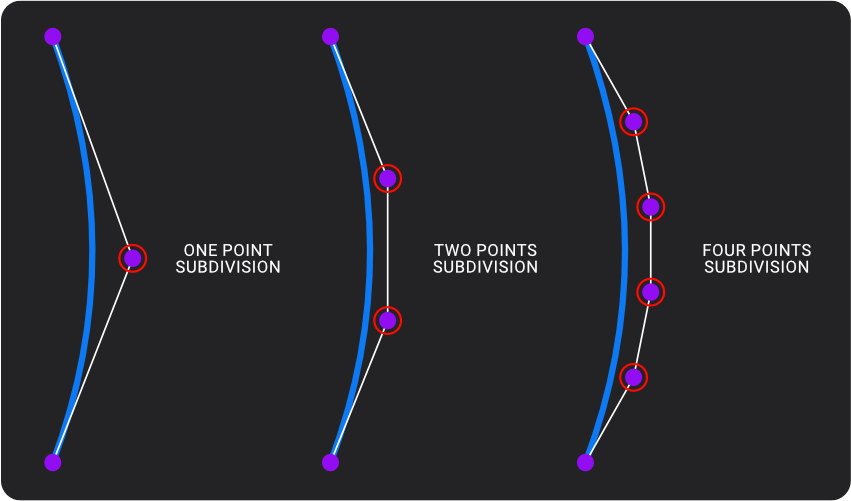 ONE POINT
SUBDIVISION
TWO POINTS
SUBDIVISION
FOUR POINTS
SUBDIVISION